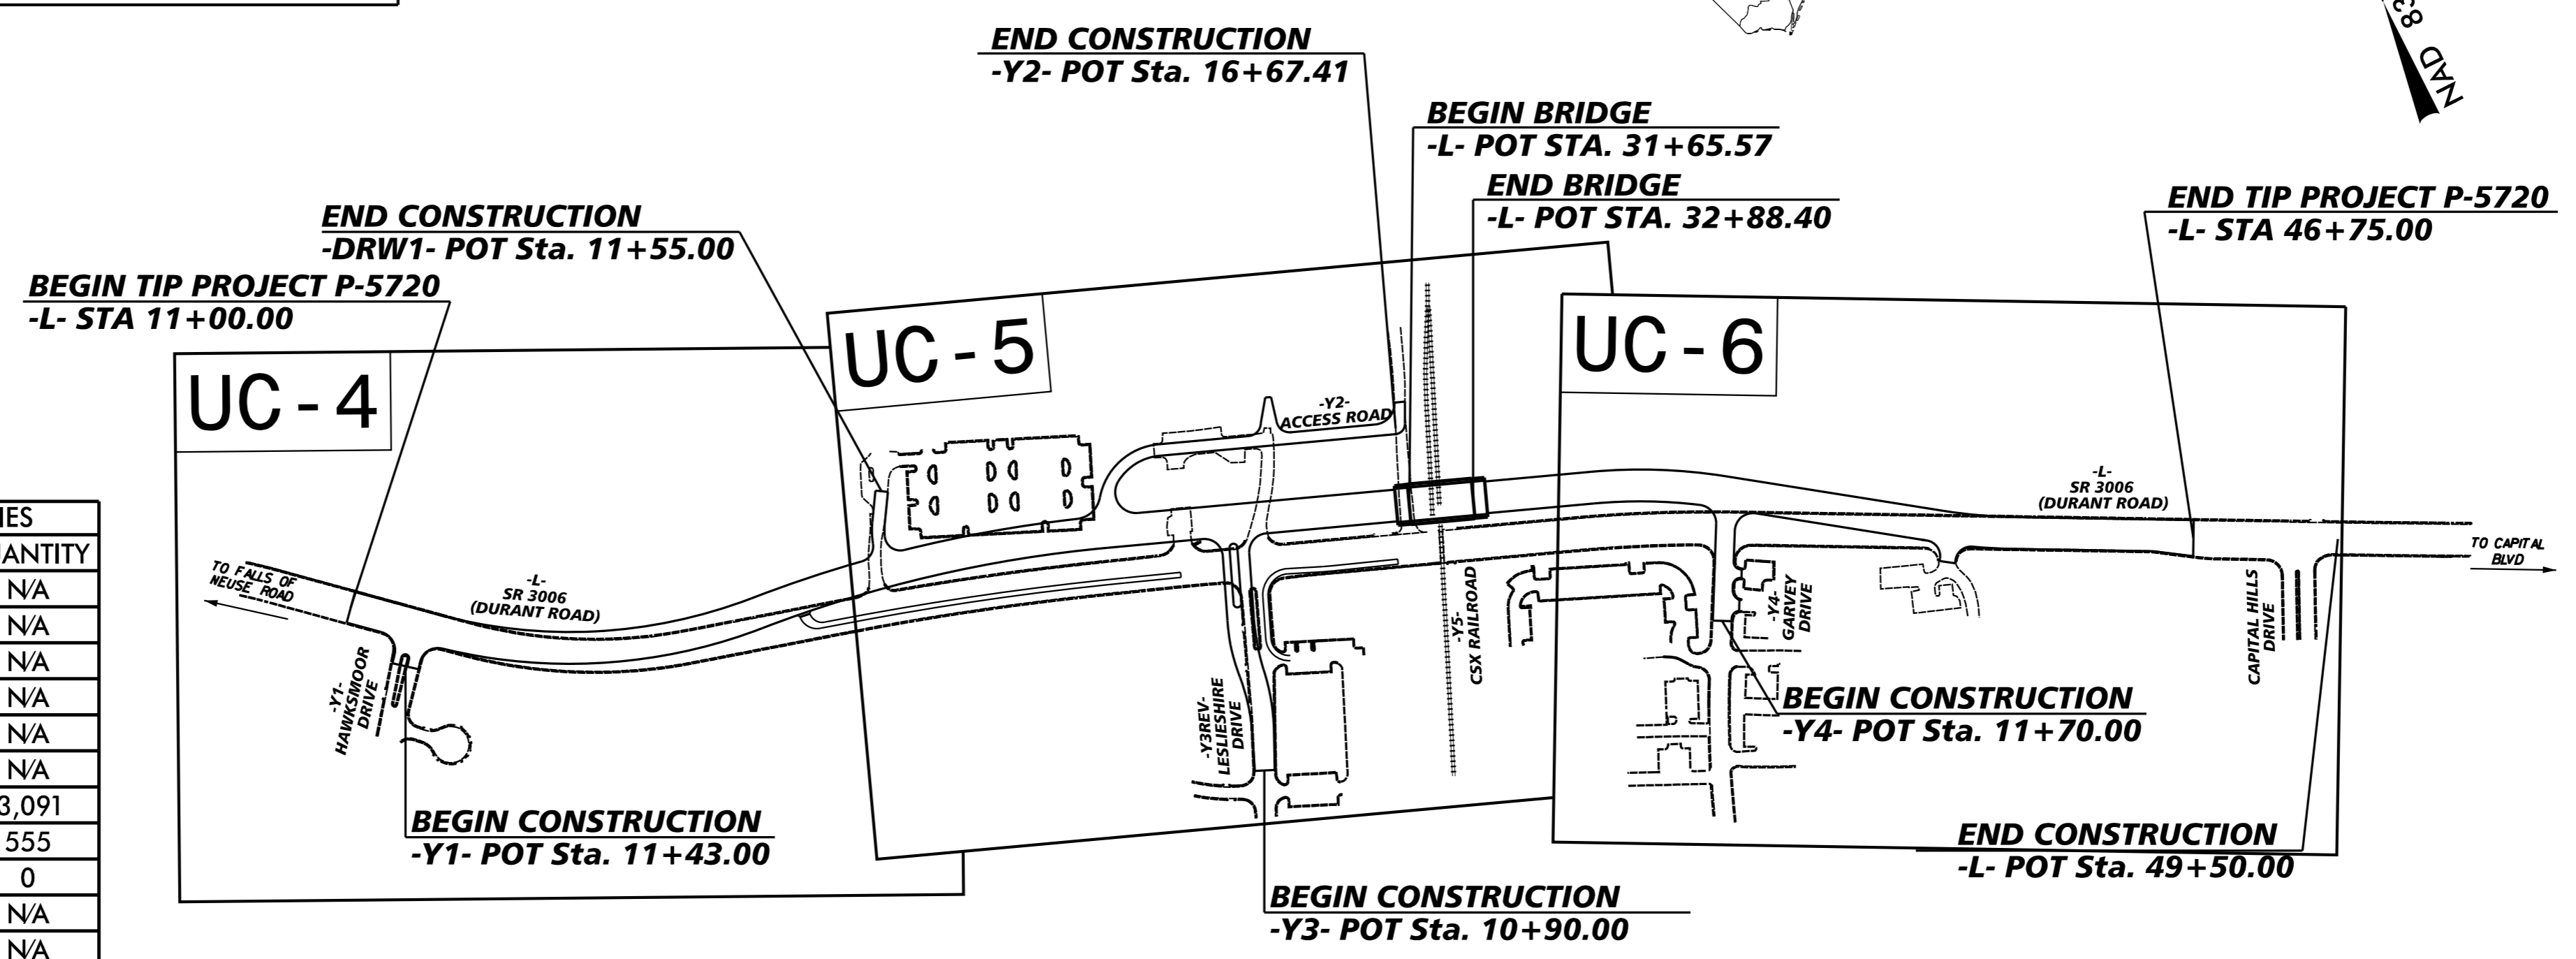 END CONSTRUCTION
-Y2- POT Sta. 16+67.41
BEGIN BRIDGE
-L- POT STA. 31+65.57
END BRIDGE
-L- POT STA. 32+88.40
END TIP PROJECT P-5720
-L- STA 46+75.00
END CONSTRUCTION
-DRW1- POT Sta. 11+55.00
BEGIN TIP PROJECT P-5720
-L- STA 11+00.00
NAD 83
UC-4
UC-5
UC-6
-Y2-
ACCESS ROAD
-L-
SR 3006
(DURANT ROAD)
TO CAPITAL
BLVD
TO FALLS OF
NEUSE ROAD
-L-
SR 3006
(DURANT ROAD)
-Y1-
HAWKSMOOR
DRIVE
-Y3REV-
LESLIESHIRE
DRIVE
-Y5-
CSX RAILROAD
-Y4-
GARVEY
DRIVE
CAPITAL HILLS
DRIVE
BEGIN CONSTRUCTION
-Y1- POT Sta. 11+43.00
BEGIN CONSTRUCTION
-Y3- POT Sta. 10+90.00
BEGIN CONSTRUCTION
-Y4- POT Sta. 11+70.00
END CONSTRUCTION
-L- POT Sta. 49+50.00
N/A
N/A
N/A
N/A
N/A
N/A
3,091
555
0
N/A
N/A